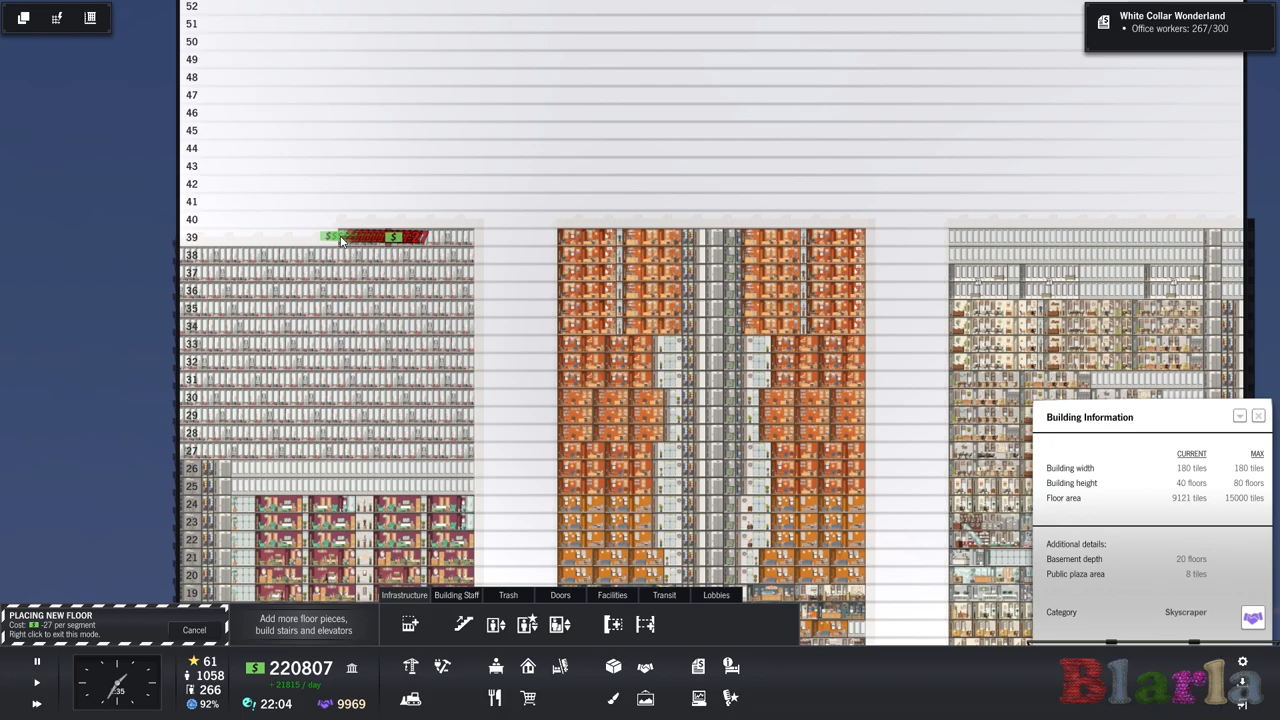 White Collar Wonderland
• Office workers: 267/300
52
51
50
49
48
47
46
45
44
43
42
41
40
39
38
37
36
35
34
33
32
31
30
29
28
27
26
25
24
23
22
21
20
19
Building Information
CURRENT MAX
Building width 180 tiles 180 tiles
Building height 40 floors 80 floors
Floor area 9121 tiles 15000 tiles
Additional details:
Basement depth 20 floors
Public plaza area 8 tiles
Category Skyscraper
Infrastructure Building Staff Trash Doors Facilities Transit Lobbies
PLACING NEW FLOOR
Cost: $ -27 per segment
Right click to exit this mode.
Cancel
Add more floor pieces,
build stairs and elevators
61
1058
266
92%
$ 220807
+ 21815 / day
22:04
9969
Blarla